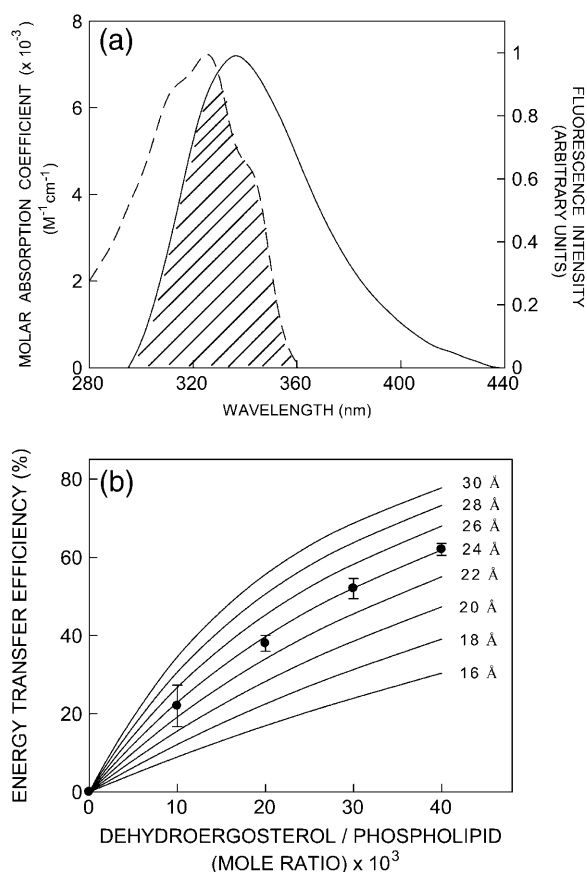 (a)
MOLAR ABSORPTION COEFFICIENT (x 10⁻³)
(M⁻¹cm⁻¹)
8
6
4
2
0
1
0.8
0.6
0.4
0.2
0
FLUORESCENCE INTENSITY
(ARBITRARY UNITS)
280 320 360 400 440
WAVELENGTH (nm)
(b)
ENERGY TRANSFER EFFICIENCY (%)
80
60
40
20
0
30 Å
28 Å
26 Å
24 Å
22 Å
20 Å
18 Å
16 Å
0 10 20 30 40
DEHYDROERGOSTEROL / PHOSPHOLIPID
(MOLE RATIO) x 10³